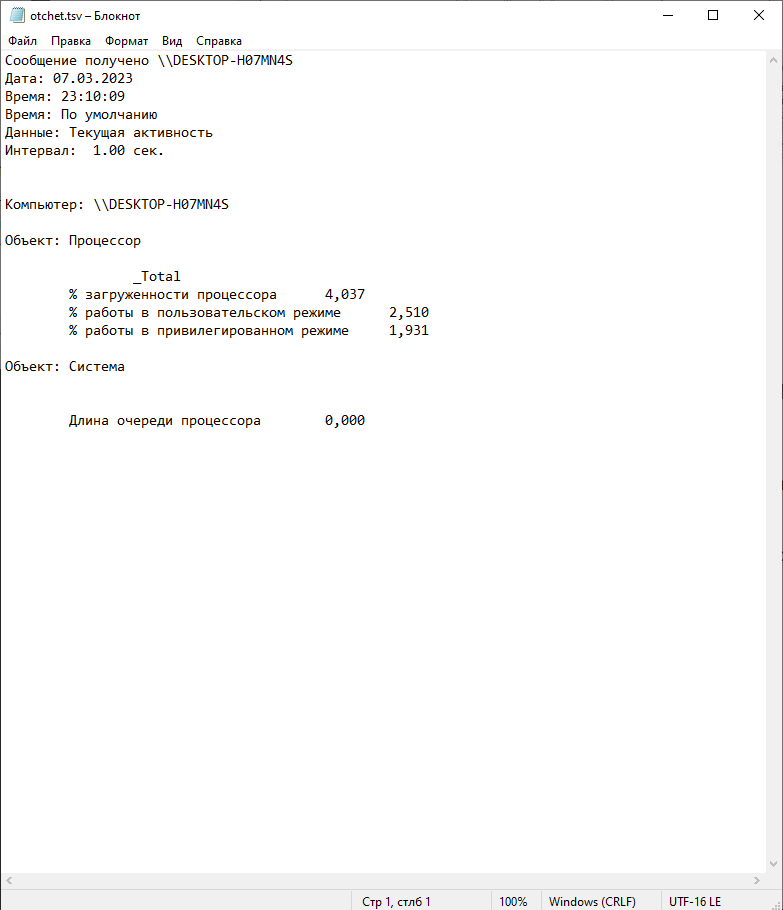 otchet.tsv – Блокнот
Файл Правка Формат Вид Справка
Сообщение получено \\DESKTOP-H07MN4S
Дата: 07.03.2023
Время: 23:10:09
Время: По умолчанию
Данные: Текущая активность
Интервал:  1.00 сек.
Компьютер: \\DESKTOP-H07MN4S
Объект: Процессор
_Total
% загруженности процессора 4,037
% работы в пользовательском режиме 2,510
% работы в привилегированном режиме 1,931
Объект: Система
Длина очереди процессора 0,000
Стр 1, стлб 1 100% Windows (CRLF) UTF-16 LE